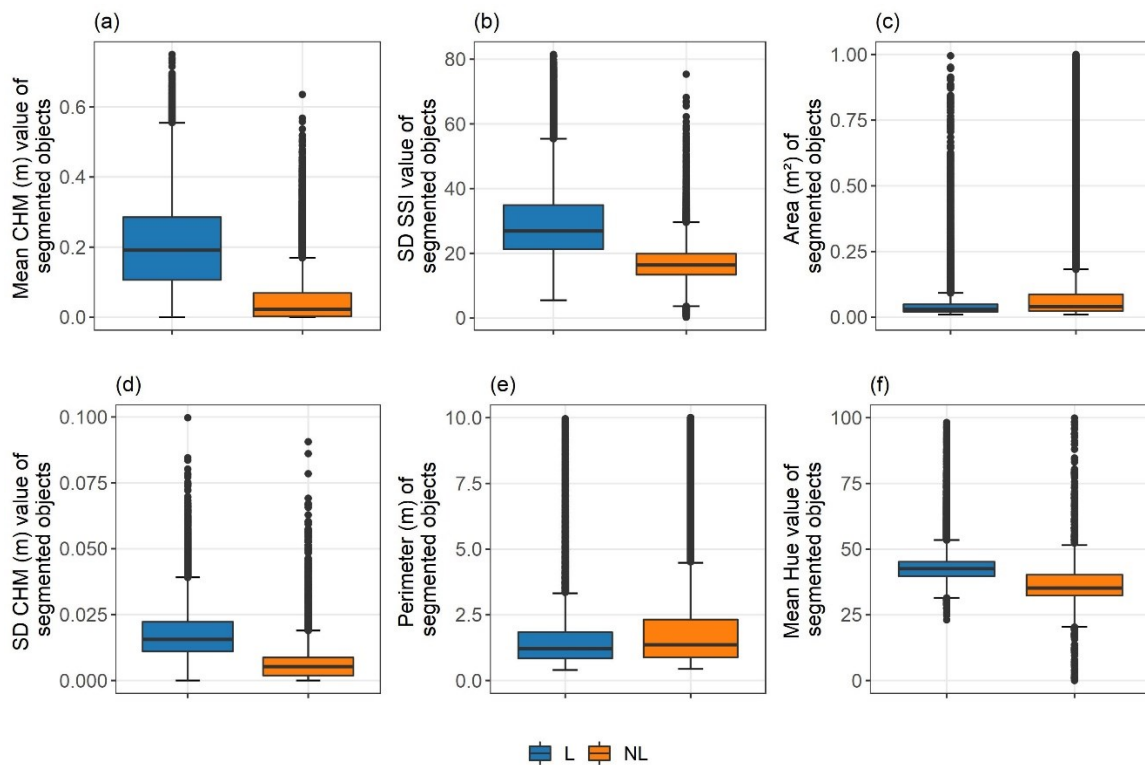 (a)
Mean CHM (m) value of
segmented objects
0.6
0.4
0.2
0.0
(b)
SD SSI value of
segmented objects
80
60
40
20
0
(c)
Area (m²) of
segmented objects
1.00
0.75
0.50
0.25
0.00
(d)
SD CHM (m) value of
segmented objects
0.100
0.075
0.050
0.025
0.000
(e)
Perimeter (m) of
segmented objects
10.0
7.5
5.0
2.5
0.0
(f)
Mean Hue value of
segmented objects
100
75
50
25
0
L NL